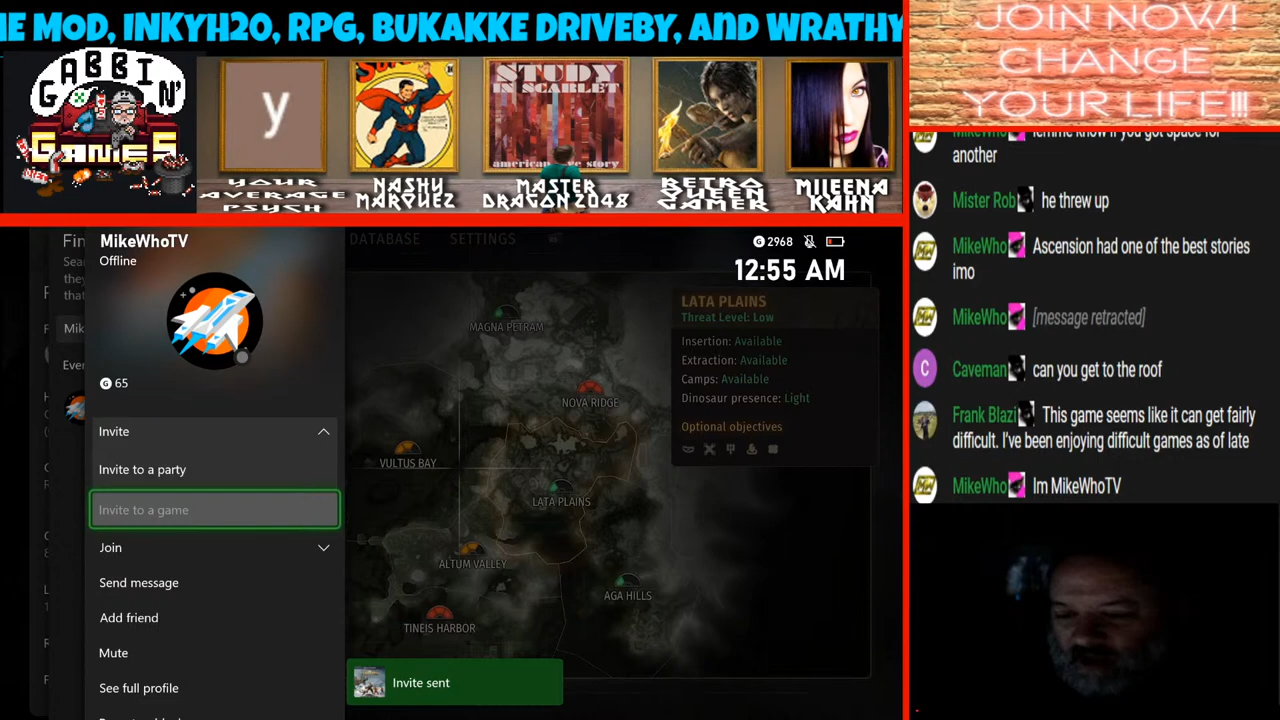 E MOD, INKYH20, RPG, BUKAKKE DRIVEBY, and WRATHY
GABBIN'
GAMES
y
YOUR
AVERAGE
PSYCH
NASHU
MARQUEZ
STUDY
IN SCARLET
MASTER
DRAGON 2048
RETRO
QUEEN
GAMER
MILEENA
KAHN
JOIN NOW!
CHANGE
YOUR LIFE!!!
another
Mister Rob he threw up
MikeWho Ascension had one of the best stories
imo
MikeWho [message retracted]
C Caveman can you get to the roof
Frank Blazi This game seems like it can get fairly
difficult. I've been enjoying difficult games as of late
MikeWho Im MikeWhoTV
MikeWhoTV
Offline
G 65
Invite
Invite to a party
Invite to a game
Join
Send message
Add friend
Mute
See full profile
DATABASE SETTINGS
G 2968
12:55 AM
MAGNA PETRAM
NOVA RIDGE
VULTUS BAY
LATA PLAINS
ALTUM VALLEY
AGA HILLS
TINEIS HARBOR
LATA PLAINS
Threat Level: Low
Insertion: Available
Extraction: Available
Camps: Available
Dinosaur presence: Light
Optional objectives
Invite sent